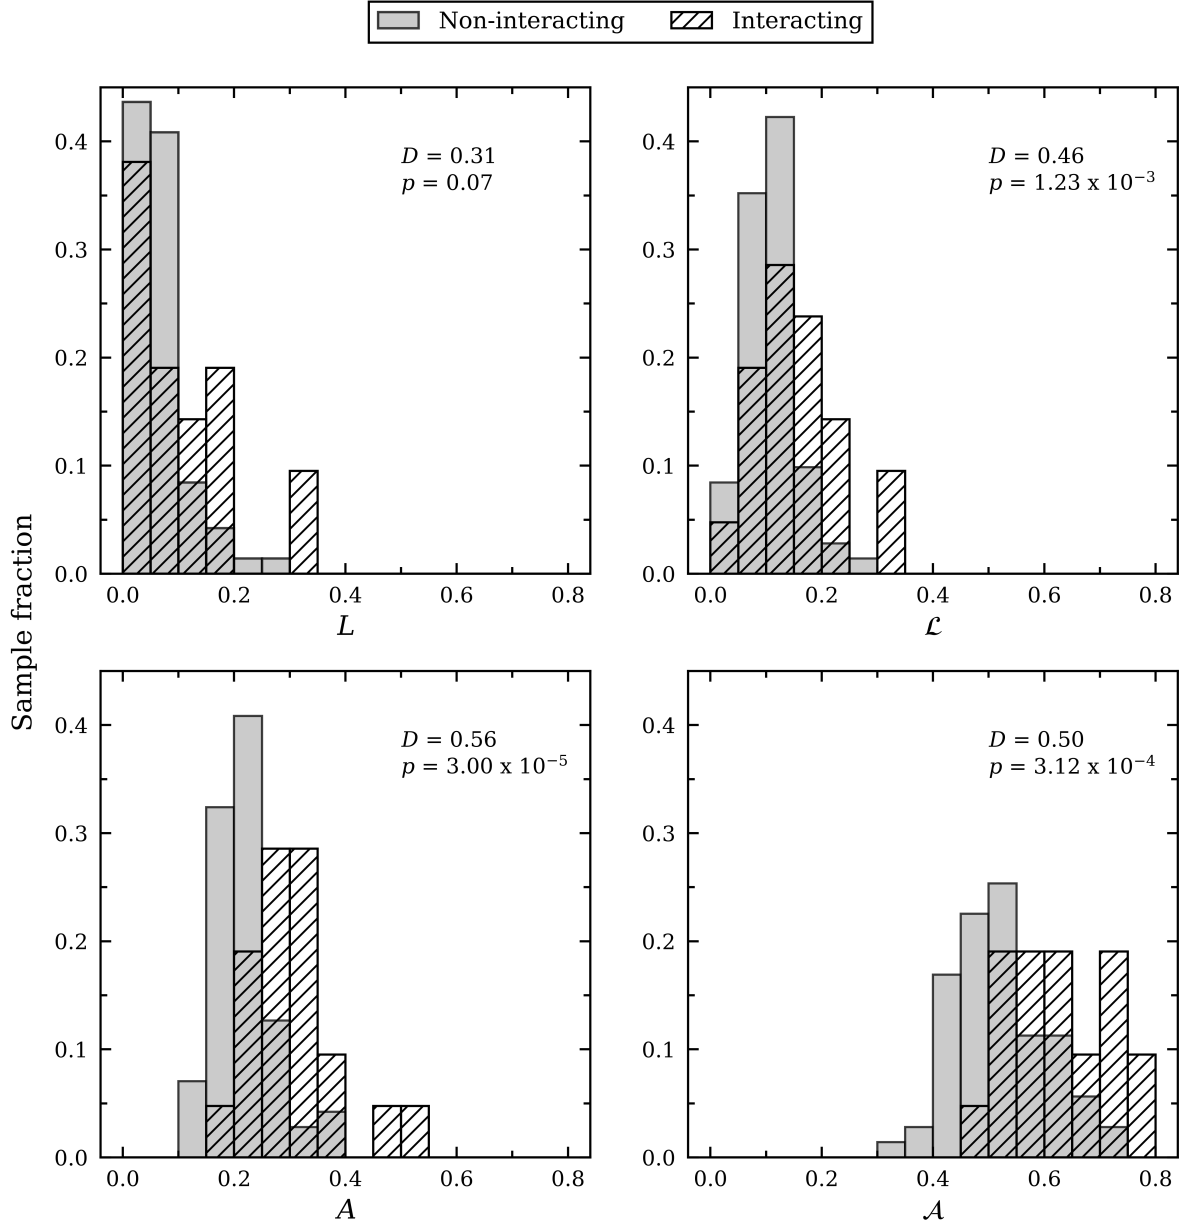 Non-interacting Interacting
0.4
0.3
0.2
0.1
0.0
D = 0.31
p = 0.07
0.0 0.2 0.4 0.6 0.8
L
0.4
0.3
0.2
0.1
0.0
D = 0.46
p = 1.23 x 10⁻³
0.0 0.2 0.4 0.6 0.8
ℒ
Sample fraction
0.4
0.3
0.2
0.1
0.0
D = 0.56
p = 3.00 x 10⁻⁵
0.0 0.2 0.4 0.6 0.8
A
0.4
0.3
0.2
0.1
0.0
D = 0.50
p = 3.12 x 10⁻⁴
0.0 0.2 0.4 0.6 0.8
𝒜